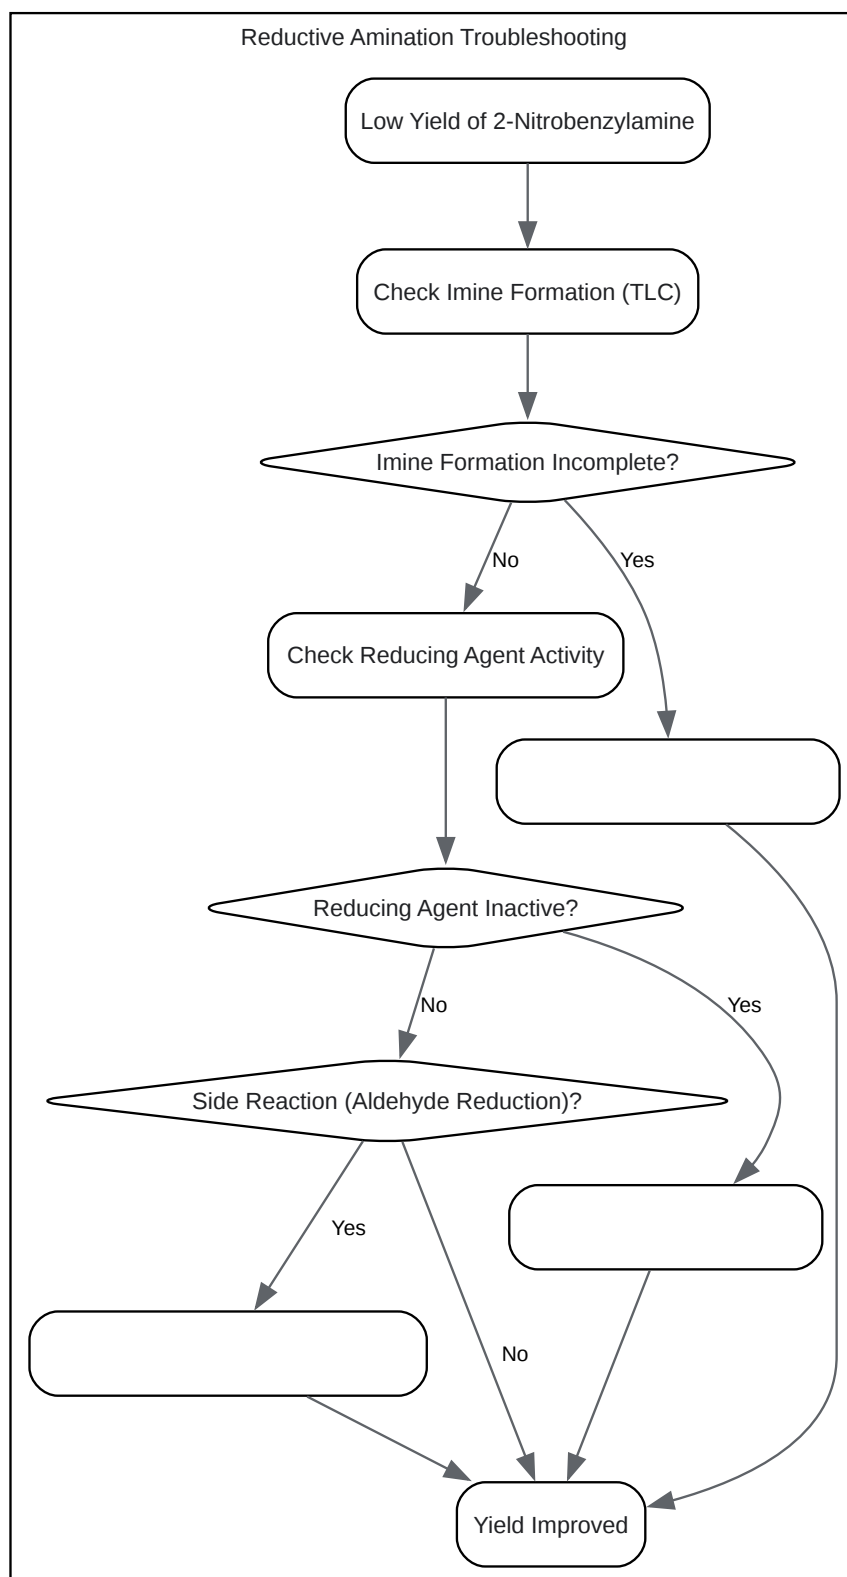 Reductive Amination Troubleshooting
Low Yield of 2-Nitrobenzylamine
Check Imine Formation (TLC)
Imine Formation Incomplete?
No
Yes
Check Reducing Agent Activity
Reducing Agent Inactive?
No
Yes
Side Reaction (Aldehyde Reduction)?
Yes
No
Yield Improved